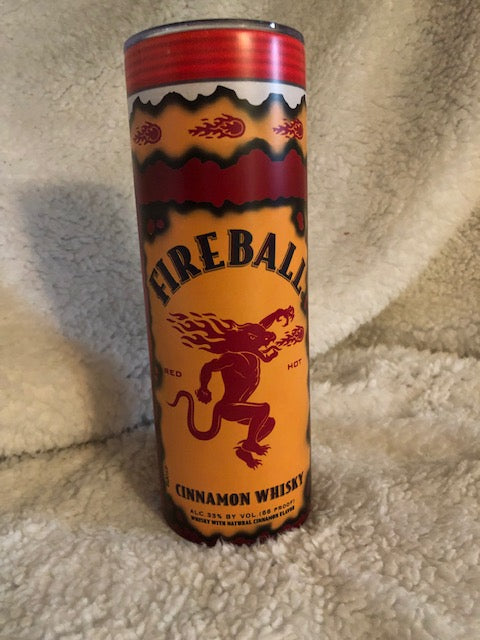 FIREBALL
RED HOT
CINNAMON WHISKY
ALC 33% BY VOL (66 PROOF)
WHISKY WITH NATURAL CINNAMON FLAVOR